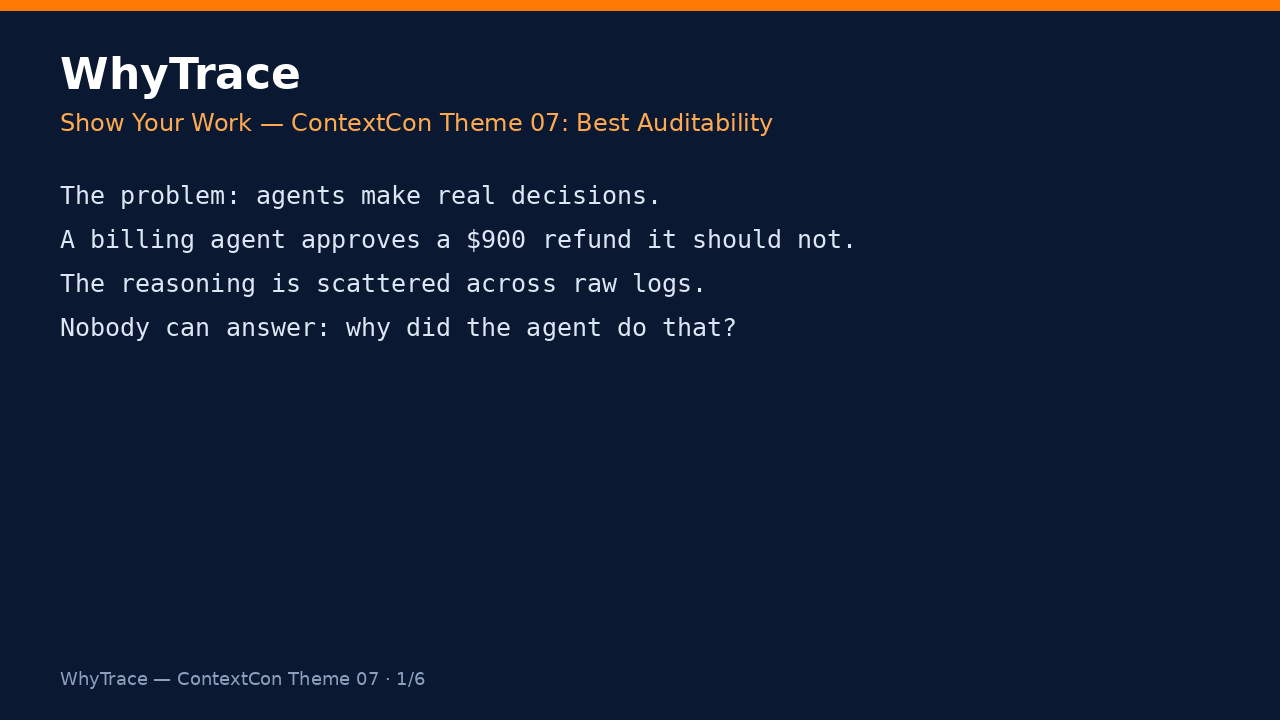 WhyTrace
Show Your Work — ContextCon Theme 07: Best Auditability
The problem: agents make real decisions.
A billing agent approves a $900 refund it should not.
The reasoning is scattered across raw logs.
Nobody can answer: why did the agent do that?
WhyTrace — ContextCon Theme 07 · 1/6